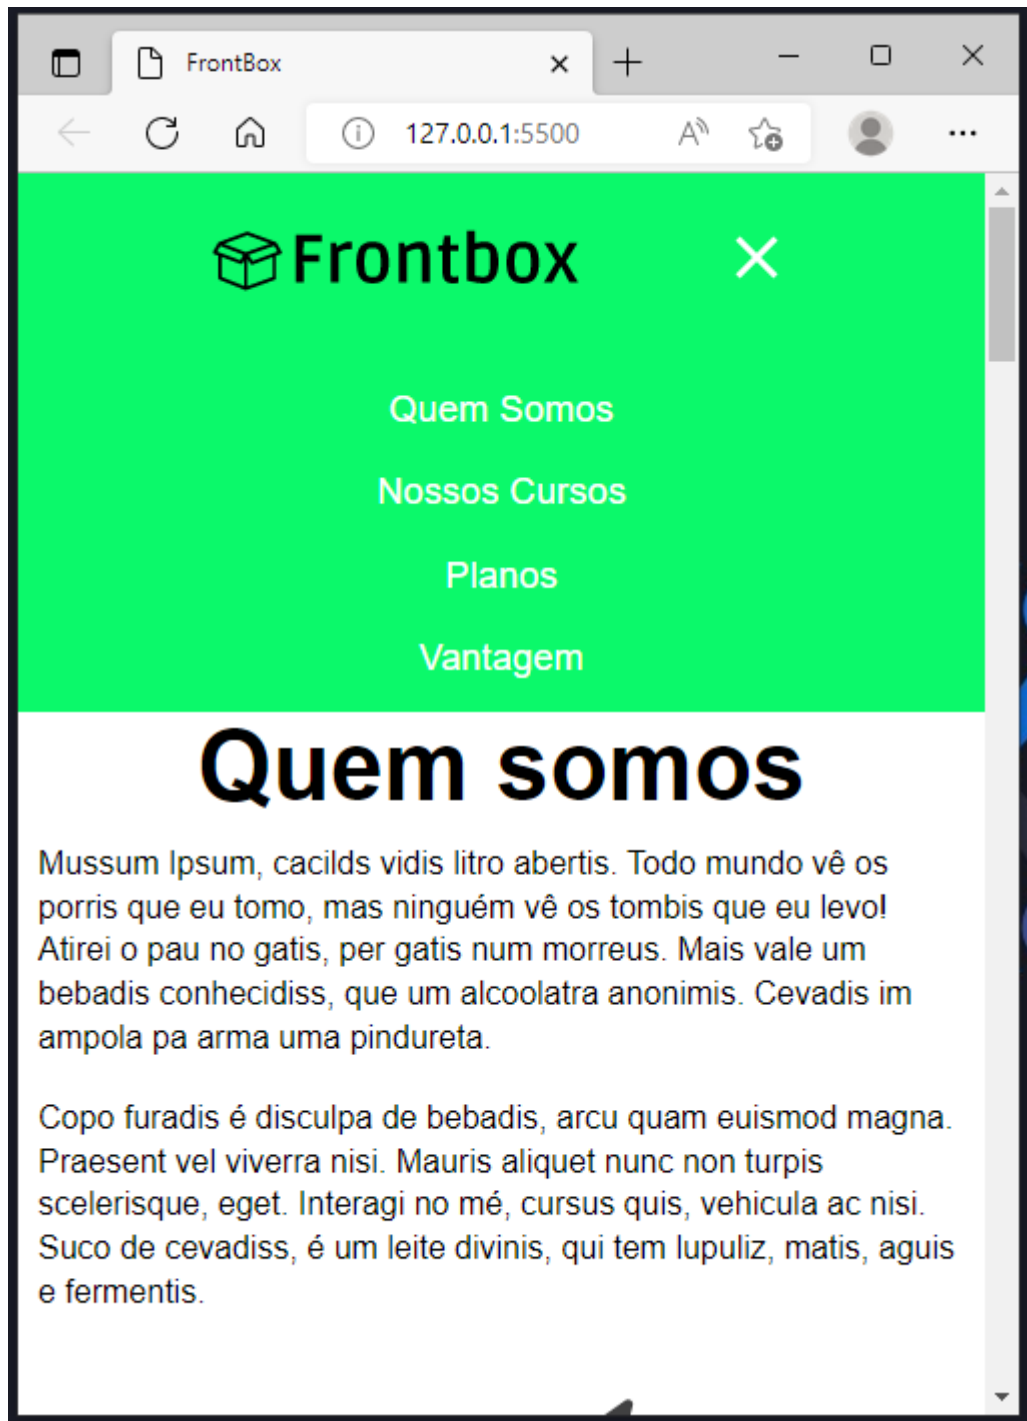 FrontBox
127.0.0.1:5500
Frontbox
Quem Somos
Nossos Cursos
Planos
Vantagem
Quem somos
Mussum Ipsum, cacilds vidis litro abertis. Todo mundo vê os
porris que eu tomo, mas ninguém vê os tombis que eu levo!
Atirei o pau no gatis, per gatis num morreus. Mais vale um
bebadis conhecidiss, que um alcoolatra anonimis. Cevadis im
ampola pa arma uma pindureta.
Copo furadis é disculpa de bebadis, arcu quam euismod magna.
Praesent vel viverra nisi. Mauris aliquet nunc non turpis
scelerisque, eget. Interagi no mé, cursus quis, vehicula ac nisi.
Suco de cevadiss, é um leite divinis, qui tem lupuliz, matis, aguis
e fermentis.